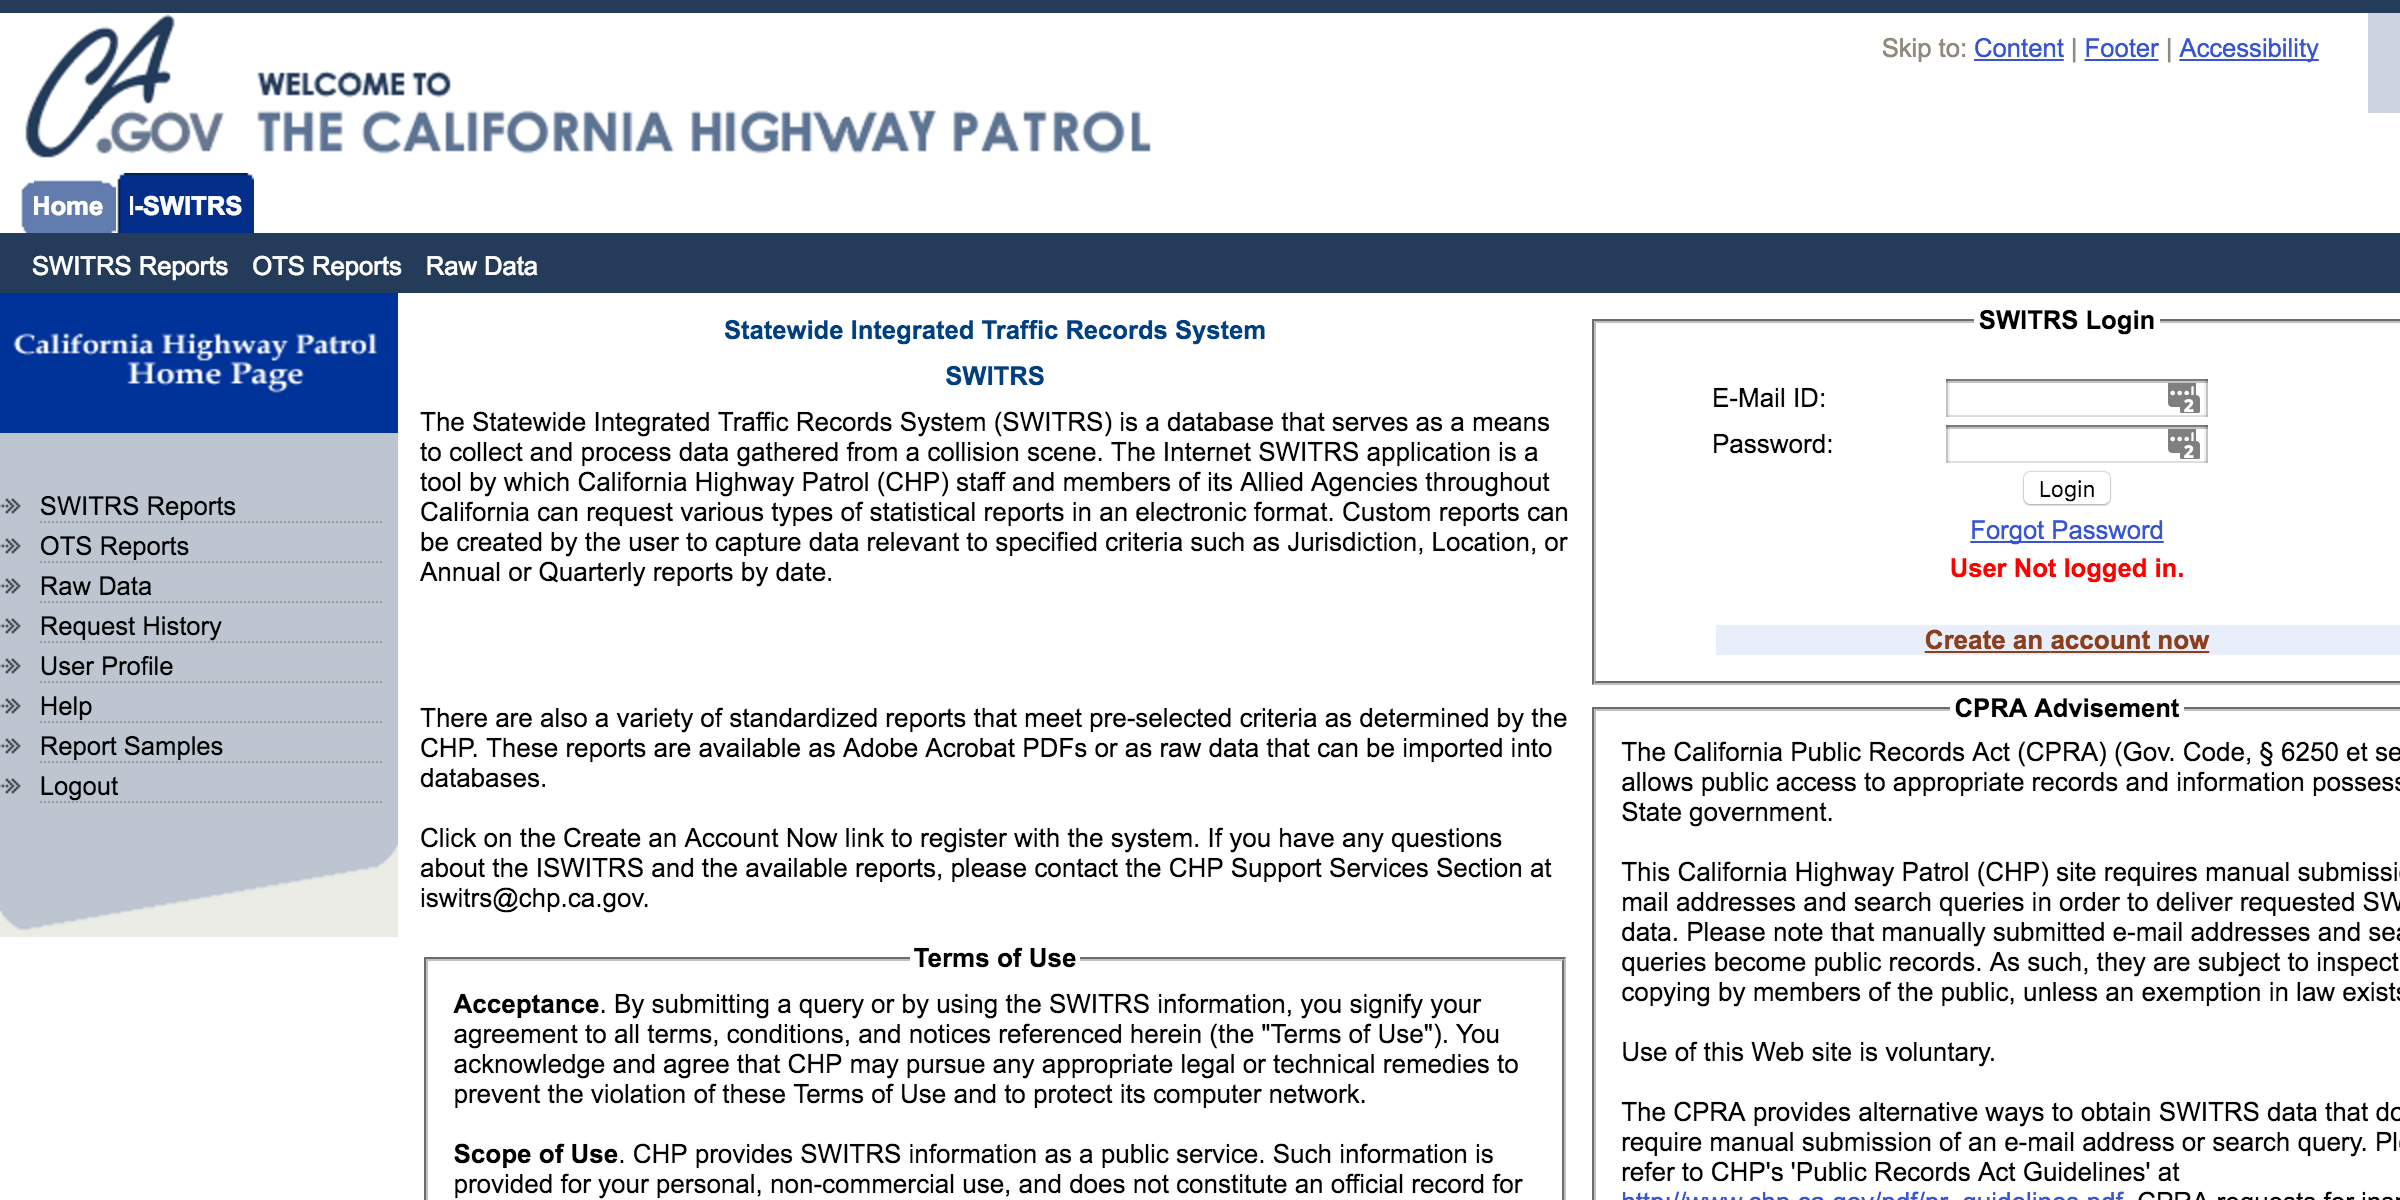 Skip to: Content | Footer | Accessibility
CA.GOV
WELCOME TO
THE CALIFORNIA HIGHWAY PATROL
Home I-SWITRS
SWITRS Reports OTS Reports Raw Data
California Highway Patrol
Home Page
SWITRS Reports
OTS Reports
Raw Data
Request History
User Profile
Help
Report Samples
Logout
Statewide Integrated Traffic Records System
SWITRS
The Statewide Integrated Traffic Records System (SWITRS) is a database that serves as a means
to collect and process data gathered from a collision scene. The Internet SWITRS application is a
tool by which California Highway Patrol (CHP) staff and members of its Allied Agencies throughout
California can request various types of statistical reports in an electronic format. Custom reports can
be created by the user to capture data relevant to specified criteria such as Jurisdiction, Location, or
Annual or Quarterly reports by date.
There are also a variety of standardized reports that meet pre-selected criteria as determined by the
CHP. These reports are available as Adobe Acrobat PDFs or as raw data that can be imported into
databases.
Click on the Create an Account Now link to register with the system. If you have any questions
about the ISWITRS and the available reports, please contact the CHP Support Services Section at
iswitrs@chp.ca.gov.
Terms of Use
Acceptance. By submitting a query or by using the SWITRS information, you signify your
agreement to all terms, conditions, and notices referenced herein (the "Terms of Use"). You
acknowledge and agree that CHP may pursue any appropriate legal or technical remedies to
prevent the violation of these Terms of Use and to protect its computer network.
Scope of Use. CHP provides SWITRS information as a public service. Such information is
provided for your personal, non-commercial use, and does not constitute an official record for
SWITRS Login
E-Mail ID: 2
Password: 2
Login
Forgot Password
User Not logged in.
Create an account now
CPRA Advisement
The California Public Records Act (CPRA) (Gov. Code, § 6250 et se
allows public access to appropriate records and information possess
State government.
This California Highway Patrol (CHP) site requires manual submissi
mail addresses and search queries in order to deliver requested SW
data. Please note that manually submitted e-mail addresses and sea
queries become public records. As such, they are subject to inspect
copying by members of the public, unless an exemption in law exists
Use of this Web site is voluntary.
The CPRA provides alternative ways to obtain SWITRS data that do
require manual submission of an e-mail address or search query. Pl
refer to CHP's 'Public Records Act Guidelines' at